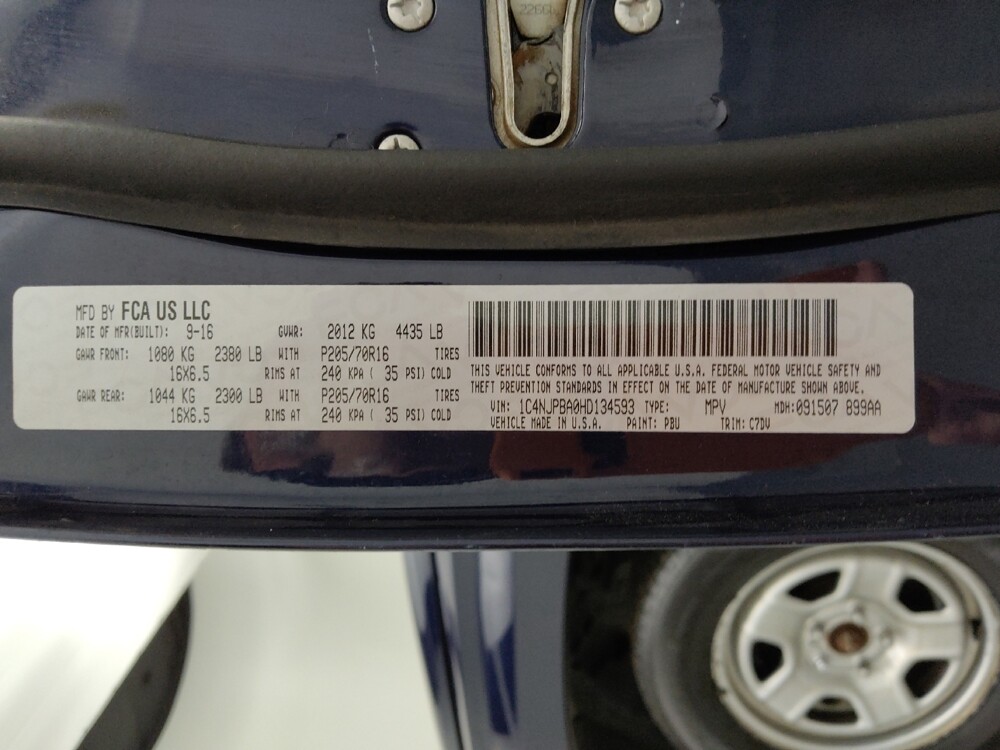 MFD BY FCA US LLC
DATE OF MFR(BUILT): 9-16 GVWR: 2012 KG 4435 LB
GAWR FRONT: 1080 KG 2380 LB WITH P205/70R16 TIRES
16X6.5 RIMS AT 240 KPA ( 35 PSI) COLD
GAWR REAR: 1044 KG 2300 LB WITH P205/70R16 TIRES
16X6.5 RIMS AT 240 KPA ( 35 PSI) COLD
THIS VEHICLE CONFORMS TO ALL APPLICABLE U.S.A. FEDERAL MOTOR VEHICLE SAFETY AND
THEFT PREVENTION STANDARDS IN EFFECT ON THE DATE OF MANUFACTURE SHOWN ABOVE.
VIN: 1C4NJPBA0HD134593 TYPE: MPV MDH:091507 899AA
VEHICLE MADE IN U.S.A. PAINT: PBU TRIM: C7DV